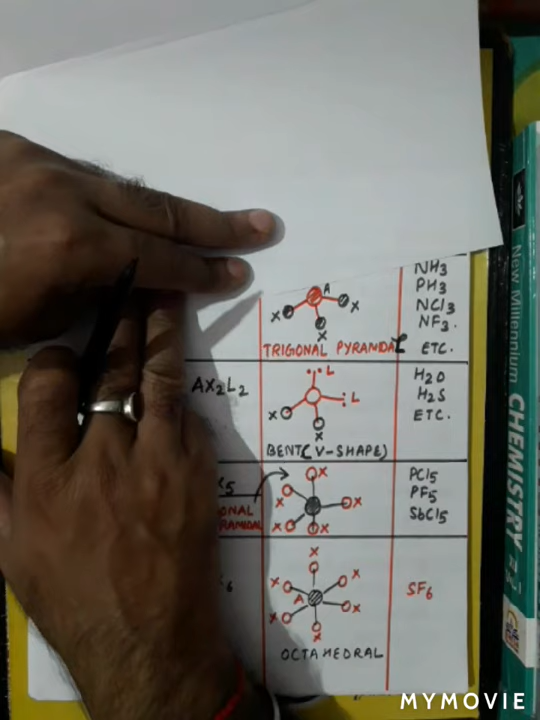 NH3
PH3
NCl3
NF3.
ETC.
A
X
X
X
TRIGONAL PYRAMIDAL
AX2L2
L
L
X
X
BENT(V-SHAPE)
H2O
H2S
ETC.
X5
X
X
X
X
X
PCl5
PF5
SbCl5
X
X
X
A
X
X
X
OCTAHEDRAL
SF6
New Millennium CHEMISTRY
MYMOVIE